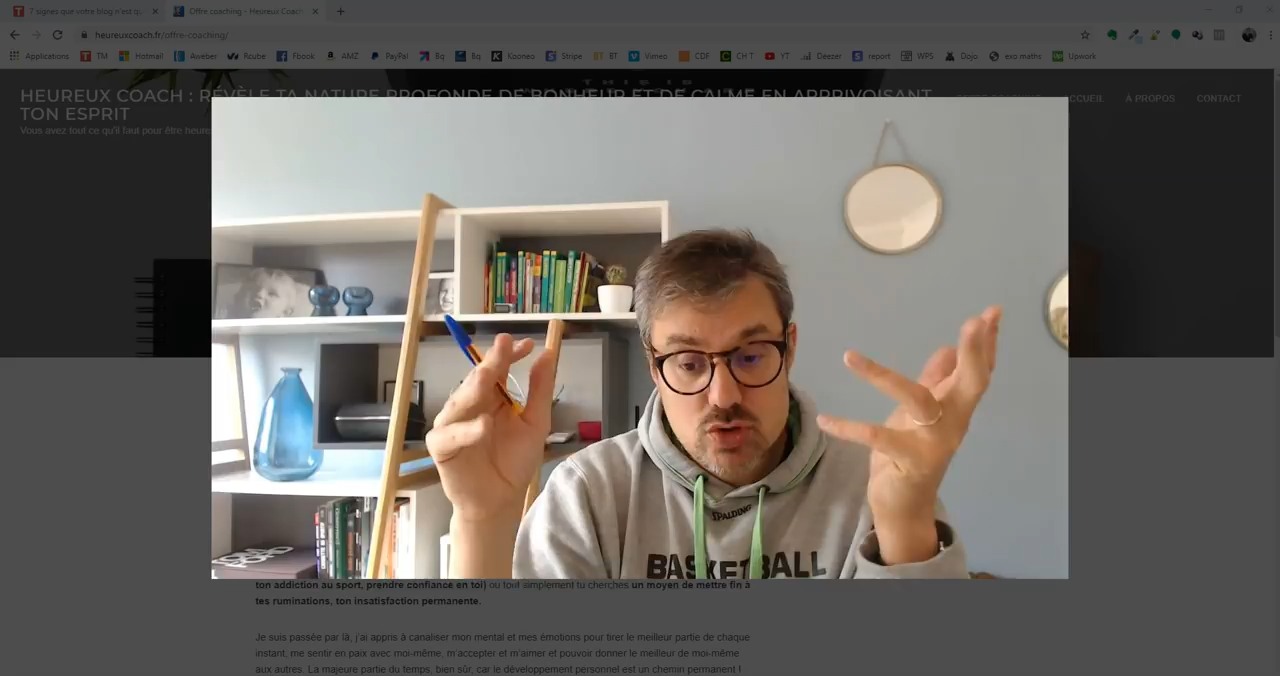 7 signes que votre blog n'est q
Offre coaching - Heureux Coach
heureuxcoach.fr/offre-coaching/
Applications TM Hotmail Aweber Rcube Fbook AMZ PayPal Bq Bq Kooneo Stripe BT Vimeo CDF CH T YT Deezer report WPS Dojo exo maths Upwork
HEUREUX COACH : RÉVÈLE TA NATURE PROFONDE DE BONHEUR ET DE CALME EN APPRIVOISANT
TON ESPRIT
CUEIL À PROPOS CONTACT
Vous avez tout ce qu'il faut pour être heure
THIS IS
SPALDING
BASKETBALL
ton addiction au sport, prendre confiance en toi) ou tout simplement tu cherches un moyen de mettre fin à
tes ruminations, ton insatisfaction permanente.
Je suis passée par là, j'ai appris à canaliser mon mental et mes émotions pour tirer le meilleur partie de chaque
instant, me sentir en paix avec moi-même, m'accepter et m'aimer et pouvoir donner le meilleur de moi-même
aux autres. La majeure partie du temps, bien sûr, car le développement personnel est un chemin permanent !